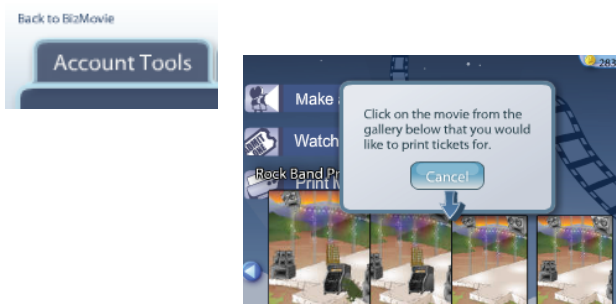 Back to BizMovie
Account Tools
283
Make
Click on the movie from the
gallery below that you would
like to print tickets for.
Watch
Rock Band Pr
Print M
Cancel